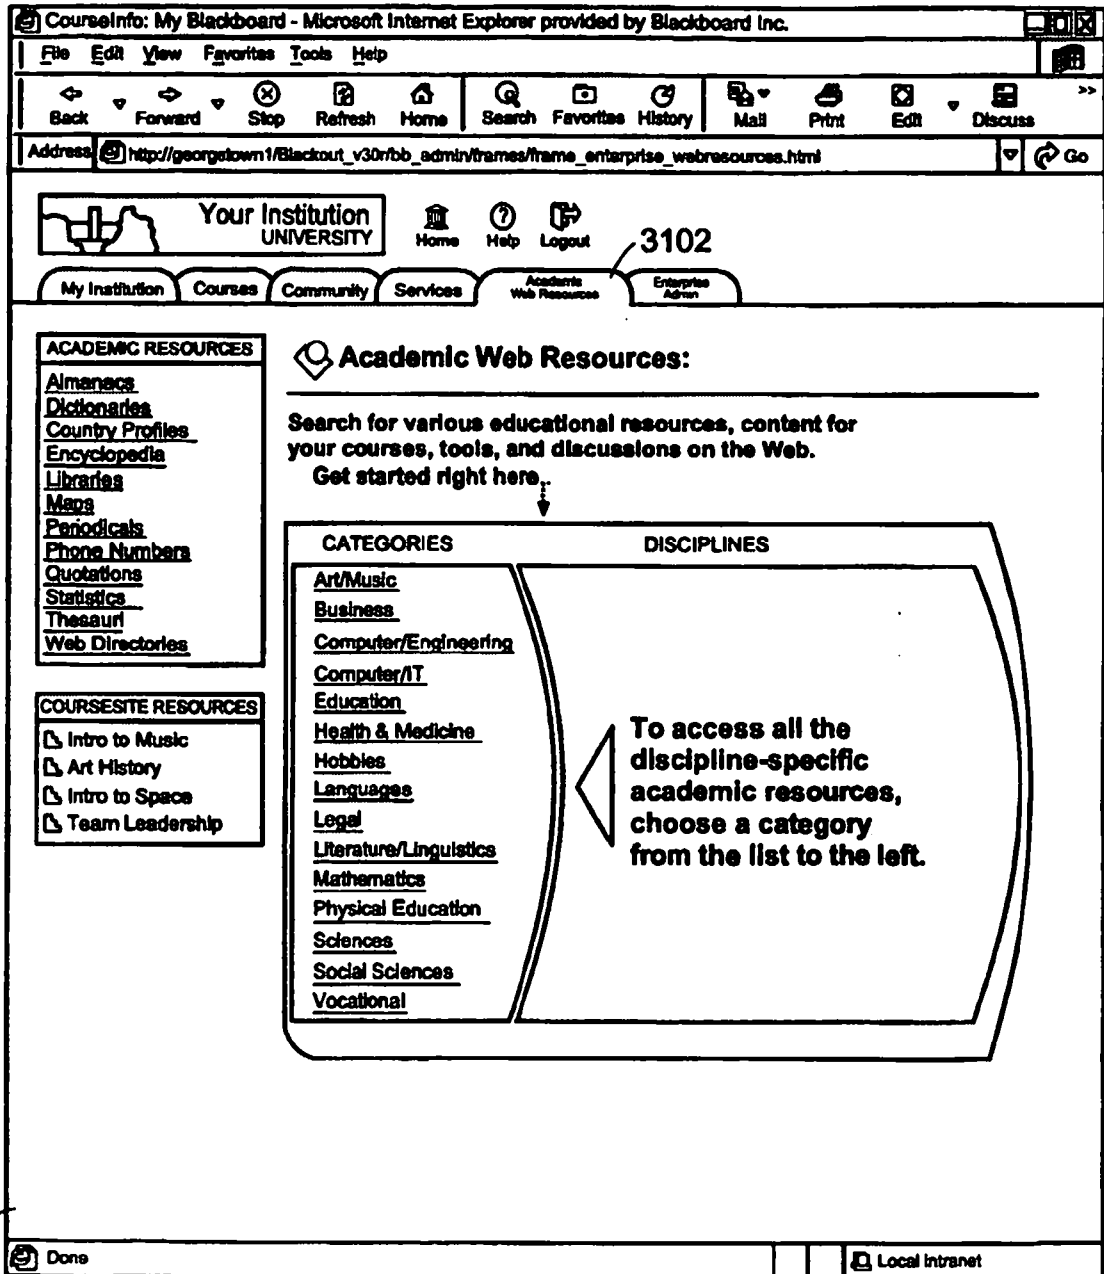 CourseInfo: My Blackboard - Microsoft Internet Explorer provided by Blackboard Inc.
File Edit View Favorites Tools Help
Back Forward Stop Refresh Home Search Favorites History Mail Print Edit Discuss >>
Address http://georgetown1/Blackout_v30r/bb_admin/frames/frame_enterprise_webresources.html Go
Your Institution
UNIVERSITY
Home Help Logout
3102
My Institution Courses Community Services Academic Web Resources Enterprise Admin
ACADEMIC RESOURCES
Almanacs
Dictionaries
Country Profiles
Encyclopedia
Libraries
Maps
Periodicals
Phone Numbers
Quotations
Statistics
Thesauri
Web Directories
COURSESITE RESOURCES
Intro to Music
Art History
Intro to Space
Team Leadership
Academic Web Resources:
Search for various educational resources, content for
your courses, tools, and discussions on the Web.
Get started right here..
CATEGORIES DISCIPLINES
Art/Music
Business
Computer/Engineering
Computer/IT
Education
Health & Medicine
Hobbies
Languages
Legal
Literature/Linguistics
Mathematics
Physical Education
Sciences
Social Sciences
Vocational
To access all the
discipline-specific
academic resources,
choose a category
from the list to the left.
Done Local intranet